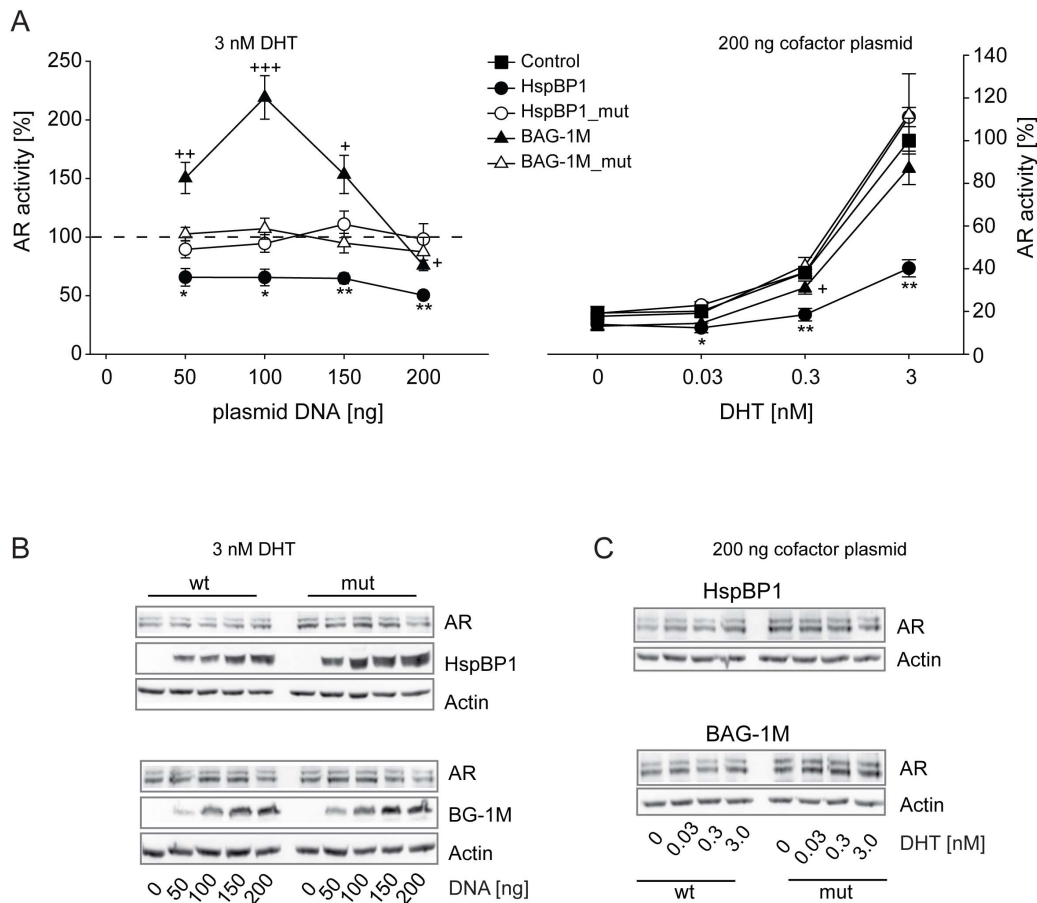 A
3 nM DHT
200 ng cofactor plasmid
Control
HspBP1
HspBP1_mut
BAG-1M
BAG-1M_mut
AR activity [%]
250
200
150
100
50
0
++
+++
+
+
*
*
**
**
0
50
100
150
200
plasmid DNA [ng]
140
120
100
80
60
40
20
0
AR activity [%]
+
*
**
**
0
0.03
0.3
3
DHT [nM]
B
3 nM DHT
wt
mut
AR
HspBP1
Actin
AR
BG-1M
Actin
0 50 100 150 200 0 50 100 150 200 DNA [ng]
C
200 ng cofactor plasmid
HspBP1
AR
Actin
BAG-1M
AR
Actin
0 0.03 0.3 3.0 0 0.03 0.3 3.0 DHT [nM]
wt
mut